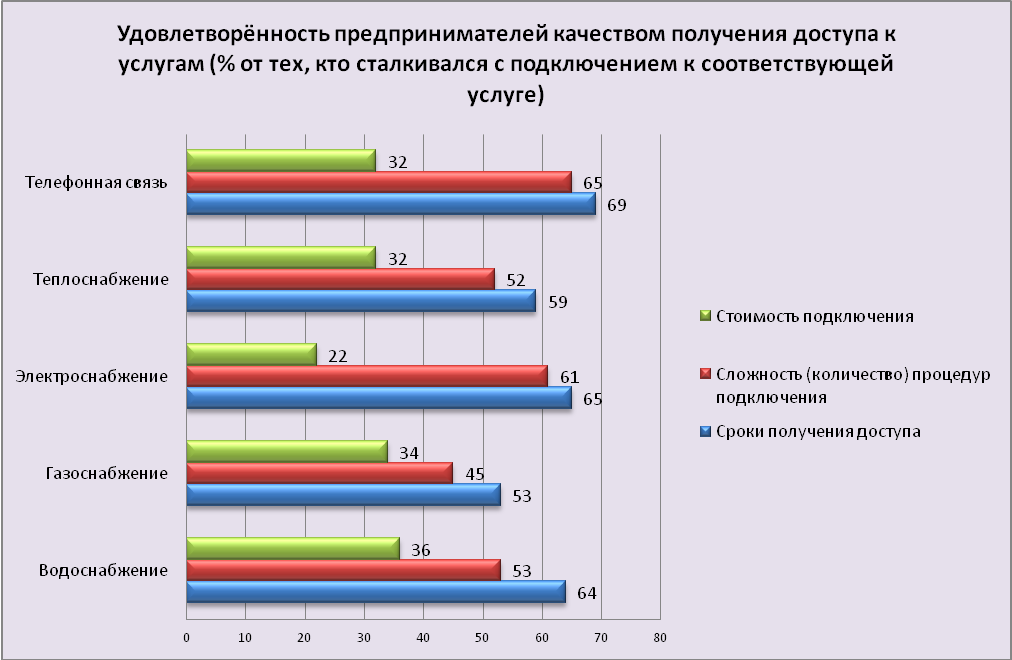 Удовлетворённость предпринимателей качеством получения доступа к
услугам (% от тех, кто сталкивался с подключением к соответствующей
услуге)
Телефонная связь
32
65
69
Теплоснабжение
32
52
59
Электроснабжение
22
61
65
Газоснабжение
34
45
53
Водоснабжение
36
53
64
0 10 20 30 40 50 60 70 80
Стоимость подключения
Сложность (количество) процедур
подключения
Сроки получения доступа